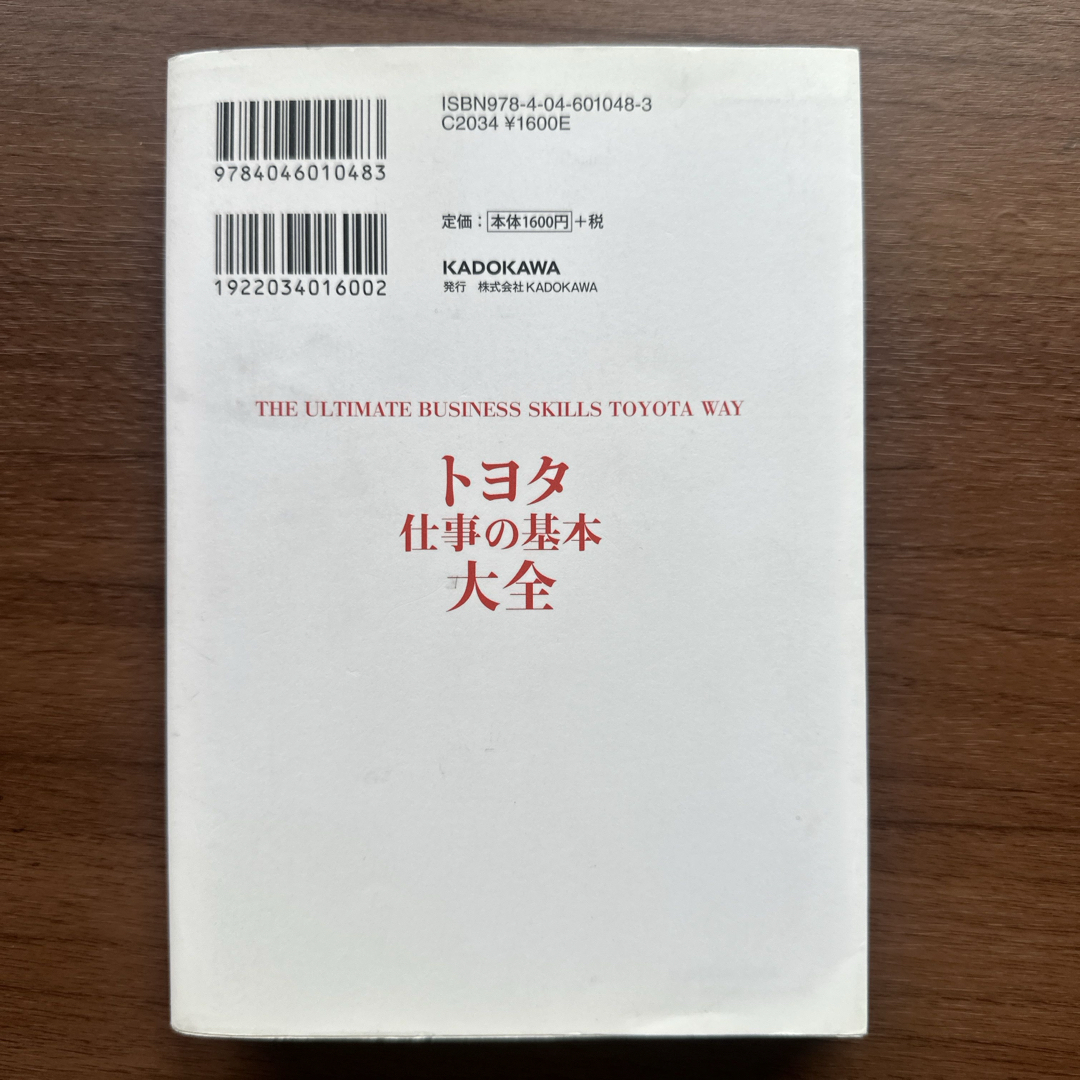 9784046010483
ISBN978-4-04-601048-3
C2034 ¥1600E
1922034016002
定価：本体1600円＋税
KADOKAWA
発行　株式会社KADOKAWA
THE ULTIMATE BUSINESS SKILLS TOYOTA WAY
トヨタ
仕事の基本
大全